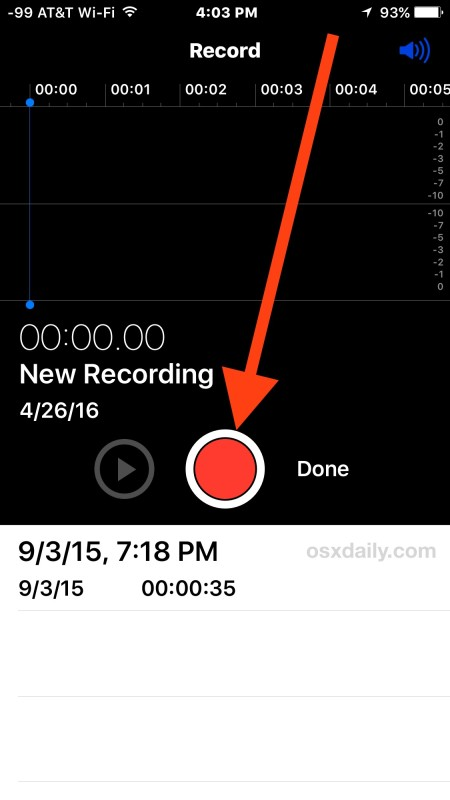 -99 AT&T Wi-Fi 4:03 PM 93%
Record
00:00 00:01 00:02 00:03 00:04 00:05
0
-1
-2
-3
-5
-7
-10
-10
-7
-5
-3
-2
-1
0
00:00.00
New Recording
4/26/16
Done
9/3/15, 7:18 PM osxdaily.com
9/3/15 00:00:35